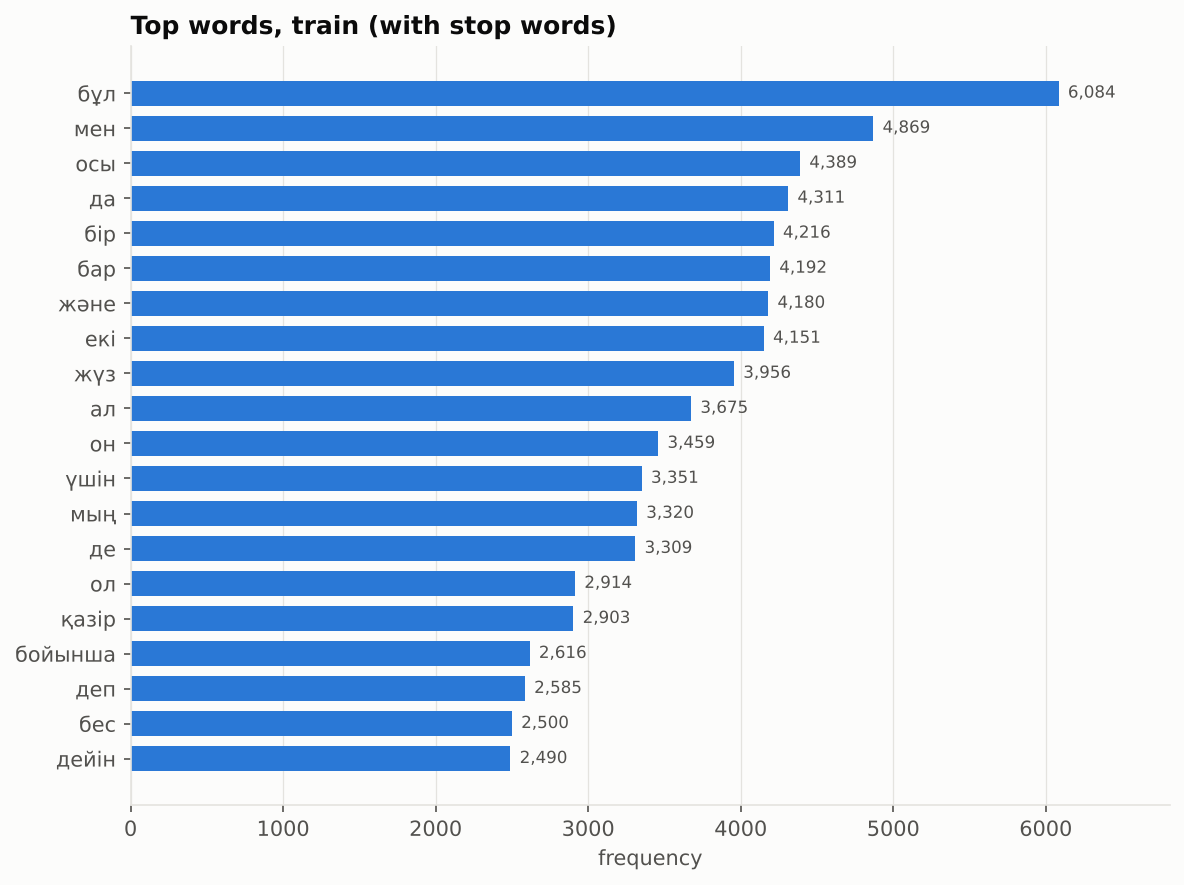 Top words, train (with stop words)
бұл 6,084
мен 4,869
осы 4,389
да 4,311
бір 4,216
бар 4,192
және 4,180
екі 4,151
жүз 3,956
ал 3,675
он 3,459
үшін 3,351
мың 3,320
де 3,309
ол 2,914
қазір 2,903
бойынша 2,616
деп 2,585
бес 2,500
дейін 2,490
0 1000 2000 3000 4000 5000 6000
frequency